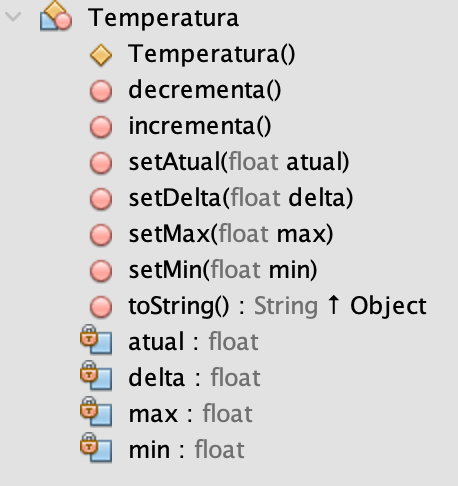 Temperatura
Temperatura()
decrementa()
incrementa()
setAtual(float atual)
setDelta(float delta)
setMax(float max)
setMin(float min)
toString() : String ↑ Object
atual : float
delta : float
max : float
min : float